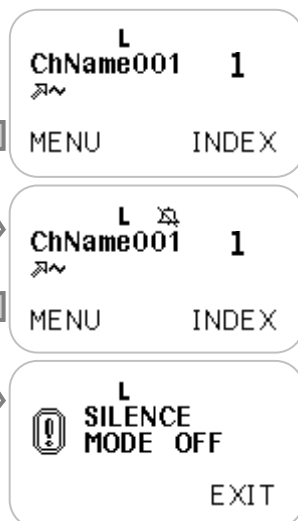 L
ChName001 1
MENU INDEX
L
ChName001 1
MENU INDEX
L
SILENCE
MODE OFF
EXIT